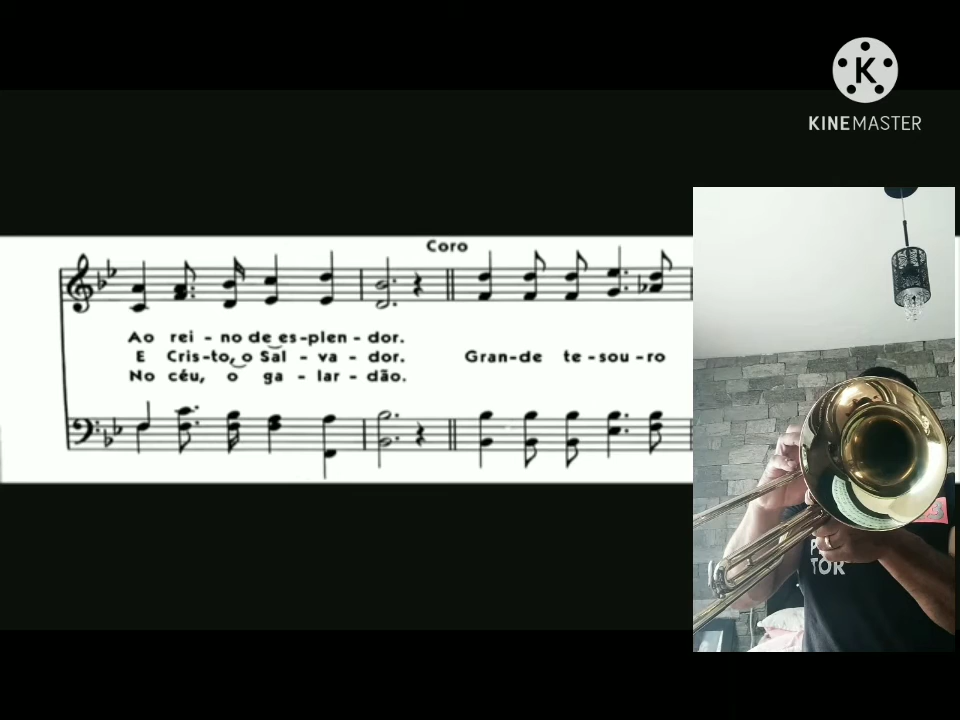 KINEMASTER
Coro
Ao rei - no de es-plen - dor.
E Cris-to, o Sal - va - dor. Gran-de te-sou-ro
No céu, o ga - lar - dão.
TOR